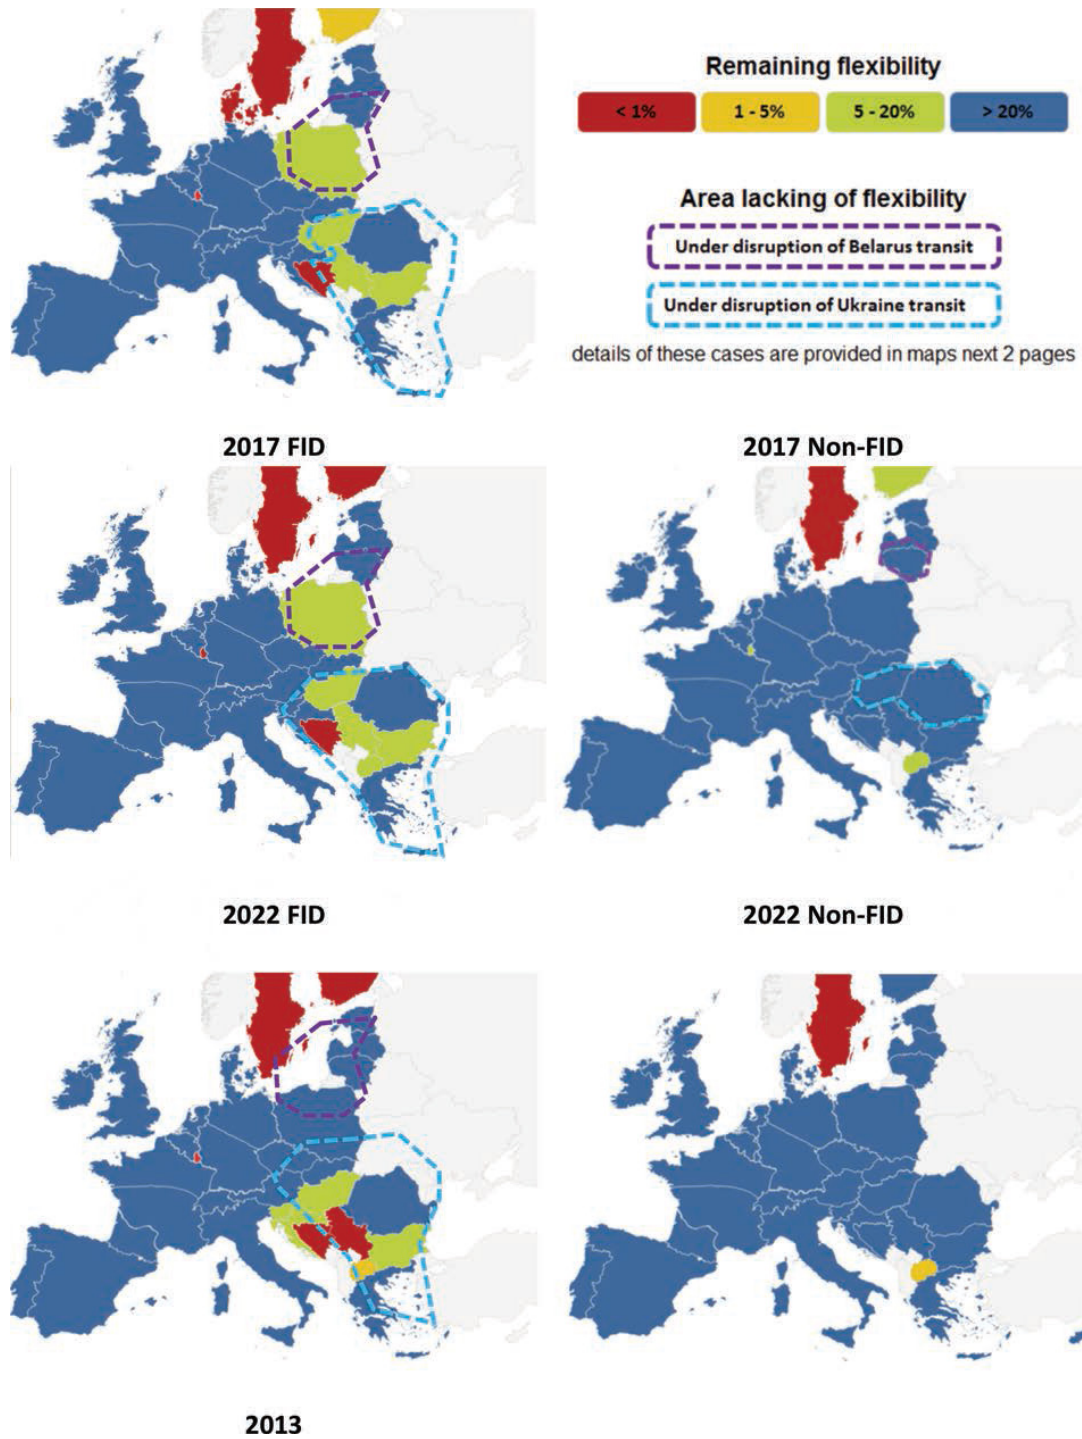 Remaining flexibility
< 1%
1 - 5%
5 - 20%
> 20%
Area lacking of flexibility
Under disruption of Belarus transit
Under disruption of Ukraine transit
details of these cases are provided in maps next 2 pages
2017 FID
2017 Non-FID
2022 FID
2022 Non-FID
2013